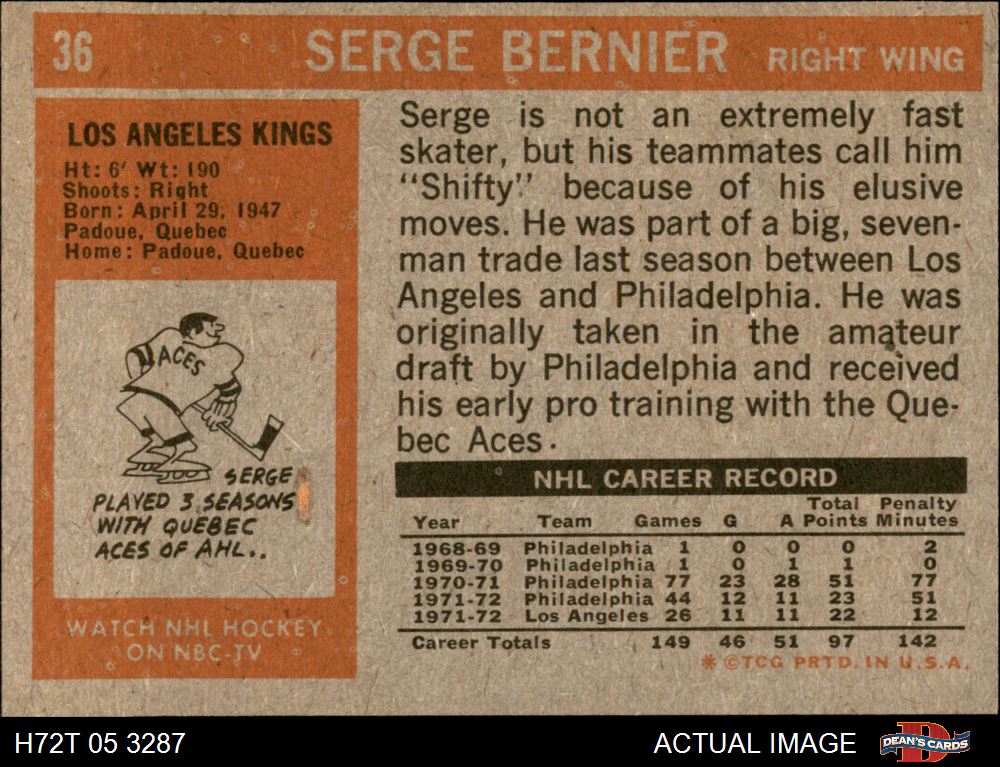 36 SERGE BERNIER RIGHT WING
LOS ANGELES KINGS
Ht: 6' Wt: 190
Shoots: Right
Born: April 29, 1947
Padoue, Quebec
Home: Padoue, Quebec
ACES
SERGE
PLAYED 3 SEASONS
WITH QUEBEC
ACES OF AHL..
WATCH NHL HOCKEY
ON NBC-TV
Serge is not an extremely fast
skater, but his teammates call him
"Shifty" because of his elusive
moves. He was part of a big, seven-
man trade last season between Los
Angeles and Philadelphia. He was
originally taken in the amateur
draft by Philadelphia and received
his early pro training with the Que-
bec Aces.
NHL CAREER RECORD
Year Team Games G A Total Points Penalty Minutes
1968-69 Philadelphia 1 0 0 0 2
1969-70 Philadelphia 1 0 1 1 0
1970-71 Philadelphia 77 23 28 51 77
1971-72 Philadelphia 44 12 11 23 51
1971-72 Los Angeles 26 11 11 22 12
Career Totals 149 46 51 97 142
* ©TCG PRTD. IN U.S.A.
H72T 05 3287 ACTUAL IMAGE DEAN'S CARDS